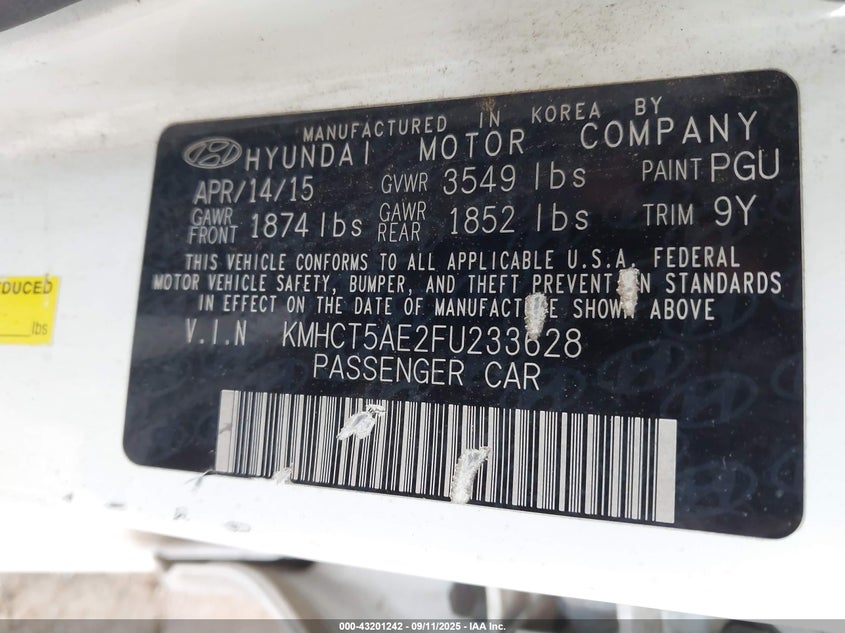 MANUFACTURED IN KOREA BY
HYUNDAI MOTOR COMPANY
APR/14/15 GVWR 3549 lbs PAINT PGU
GAWR FRONT 1874 lbs GAWR REAR 1852 lbs TRIM 9Y
THIS VEHICLE CONFORMS TO ALL APPLICABLE U.S.A. FEDERAL
MOTOR VEHICLE SAFETY, BUMPER, AND THEFT PREVENTION STANDARDS
IN EFFECT ON THE DATE OF MANUFACTURE SHOWN ABOVE
V.I.N KMHCT5AE2FU233628
PASSENGER CAR
lbs
000-43201242 - 09/11/2025 - IAA Inc.